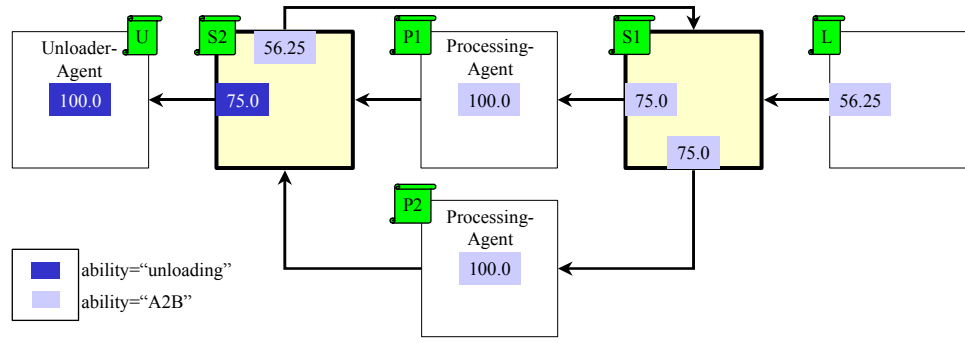 U
S2
56.25
P1
S1
L
Unloader-
Agent
100.0
75.0
Processing-
Agent
100.0
75.0
56.25
75.0
P2
Processing-
Agent
100.0
ability=“unloading”
ability=“A2B”